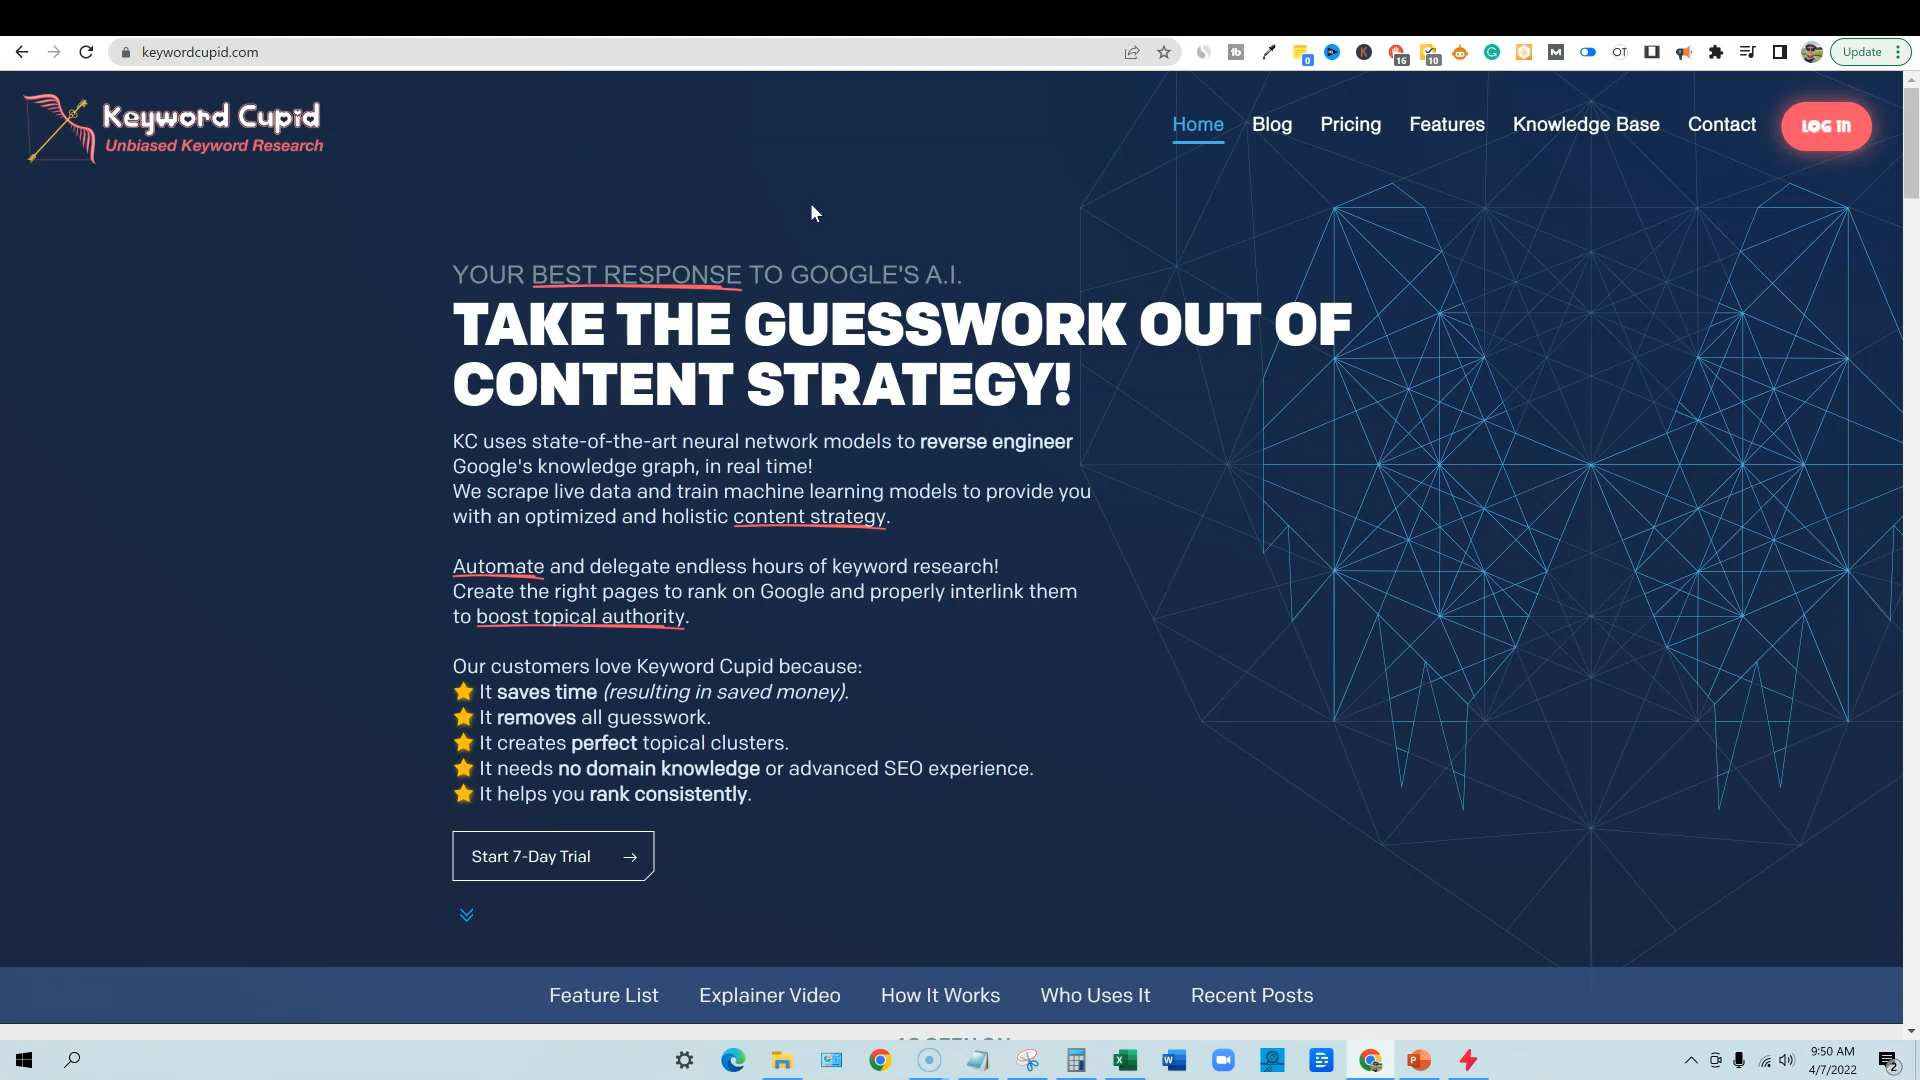 keywordcupid.com
Update
0
16
10
Keyword Cupid
Unbiased Keyword Research
Home
Blog
Pricing
Features
Knowledge Base
Contact
LOG IN
YOUR BEST RESPONSE TO GOOGLE'S A.I.
TAKE THE GUESSWORK OUT OF
CONTENT STRATEGY!
KC uses state-of-the-art neural network models to reverse engineer
Google's knowledge graph, in real time!
We scrape live data and train machine learning models to provide you
with an optimized and holistic content strategy.
Automate and delegate endless hours of keyword research!
Create the right pages to rank on Google and properly interlink them
to boost topical authority.
Our customers love Keyword Cupid because:
It saves time (resulting in saved money).
It removes all guesswork.
It creates perfect topical clusters.
It needs no domain knowledge or advanced SEO experience.
It helps you rank consistently.
Start 7-Day Trial
Feature List
Explainer Video
How It Works
Who Uses It
Recent Posts
9:50 AM
4/7/2022
2